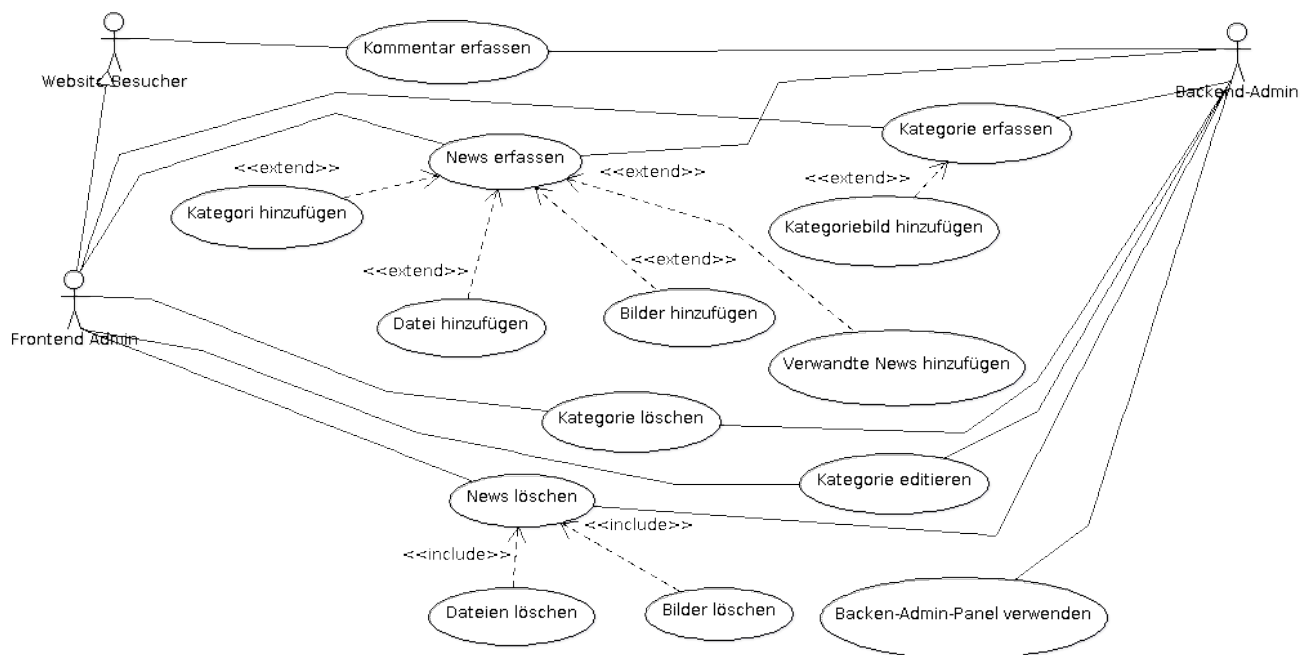 Kommentar erfassen
Website Besucher
Backend-Admin
Kategorie erfassen
News erfassen
<<extend>>
<<extend>>
<<extend>>
Kategori hinzufügen
Kategoriebild hinzufügen
<<extend>>
<<extend>>
Datei hinzufügen
Bilder hinzufügen
Frontend Admin
Verwandte News hinzufügen
Kategorie löschen
Kategorie editieren
News löschen
<<include>>
<<include>>
Dateien löschen
Bilder löschen
Backen-Admin-Panel verwenden